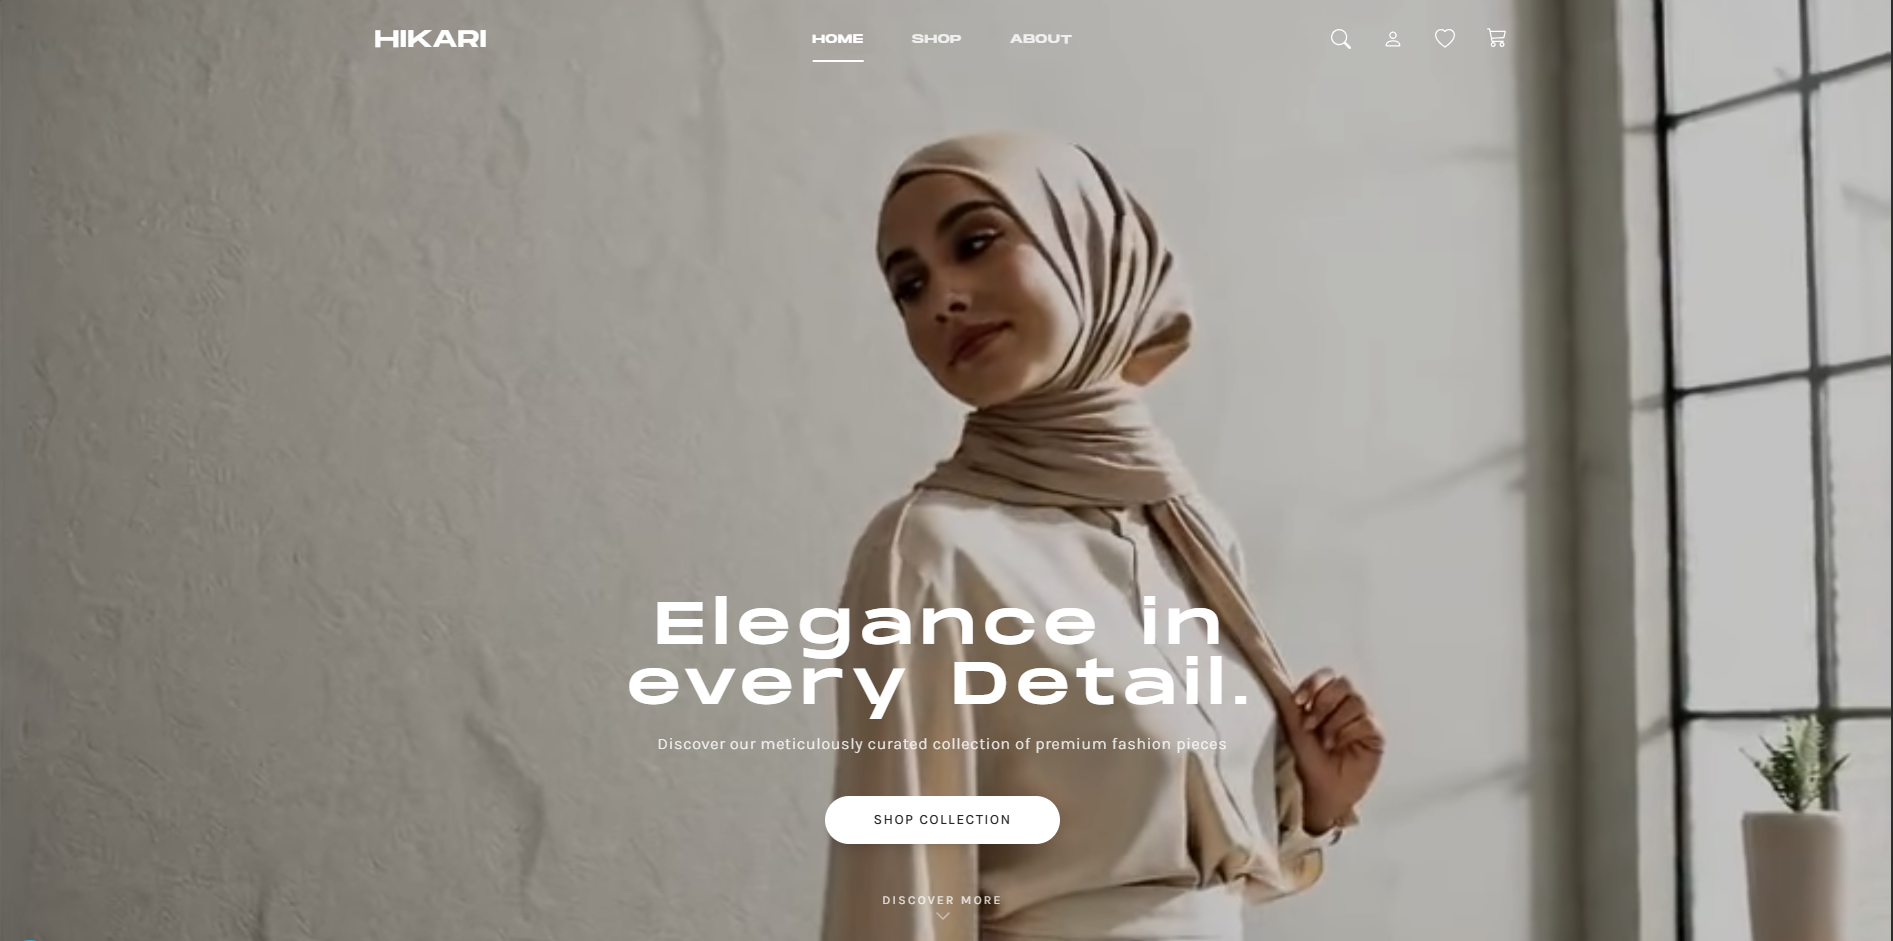 HIKARI
HOME SHOP ABOUT
Elegance in
every Detail.
Discover our meticulously curated collection of premium fashion pieces
SHOP COLLECTION
DISCOVER MORE